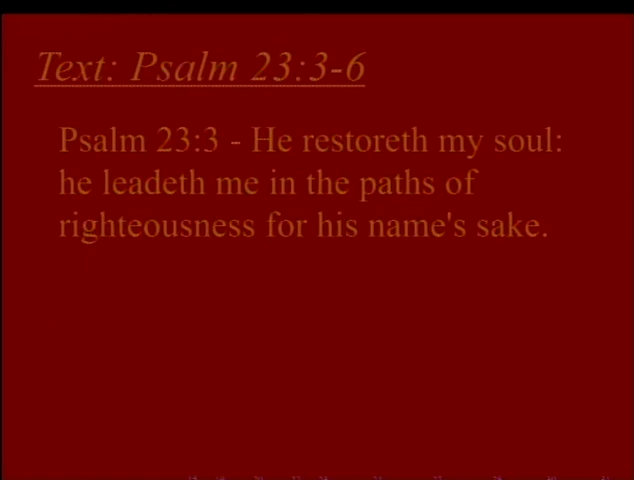 Text: Psalm 23:3-6
Psalm 23:3 - He restoreth my soul:
he leadeth me in the paths of
righteousness for his name's sake.